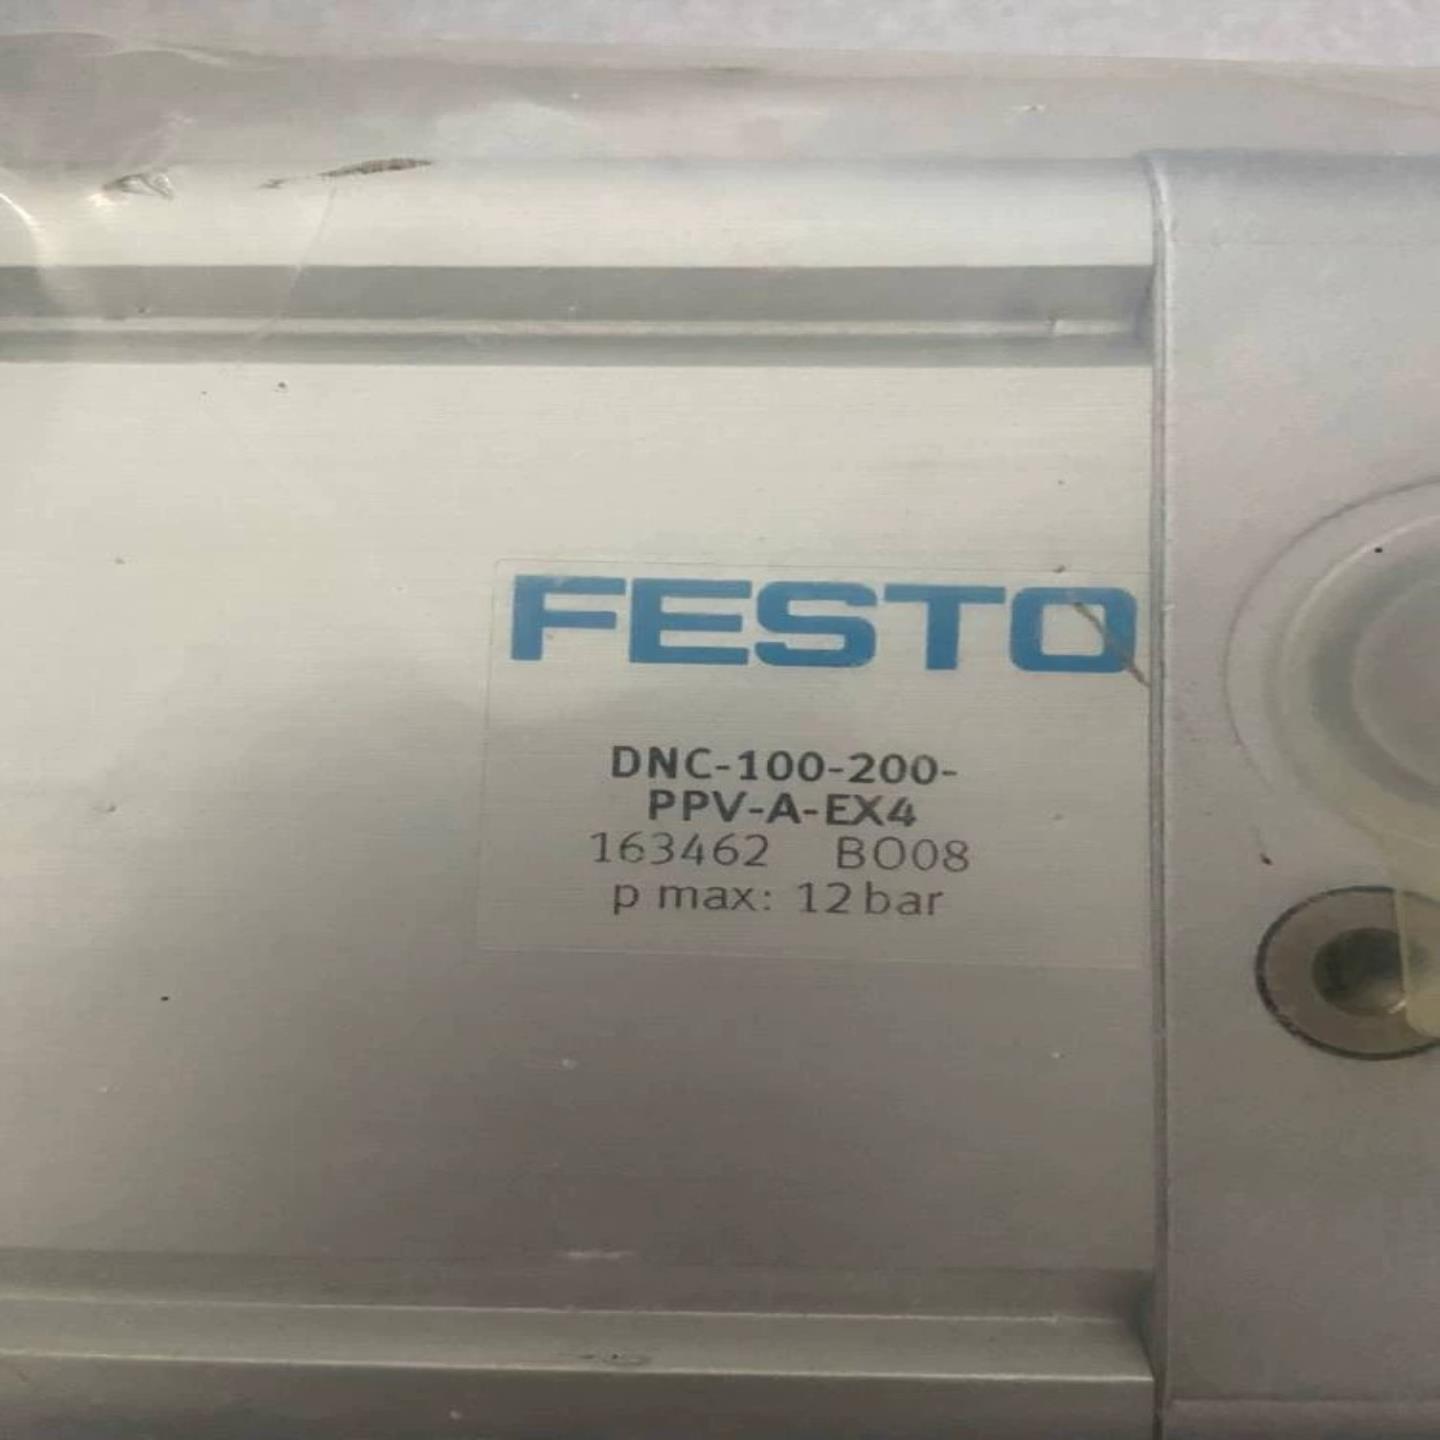 FESTO
DNC-100-200-
PPV-A-EX4
163462 BO08
p max: 12 bar